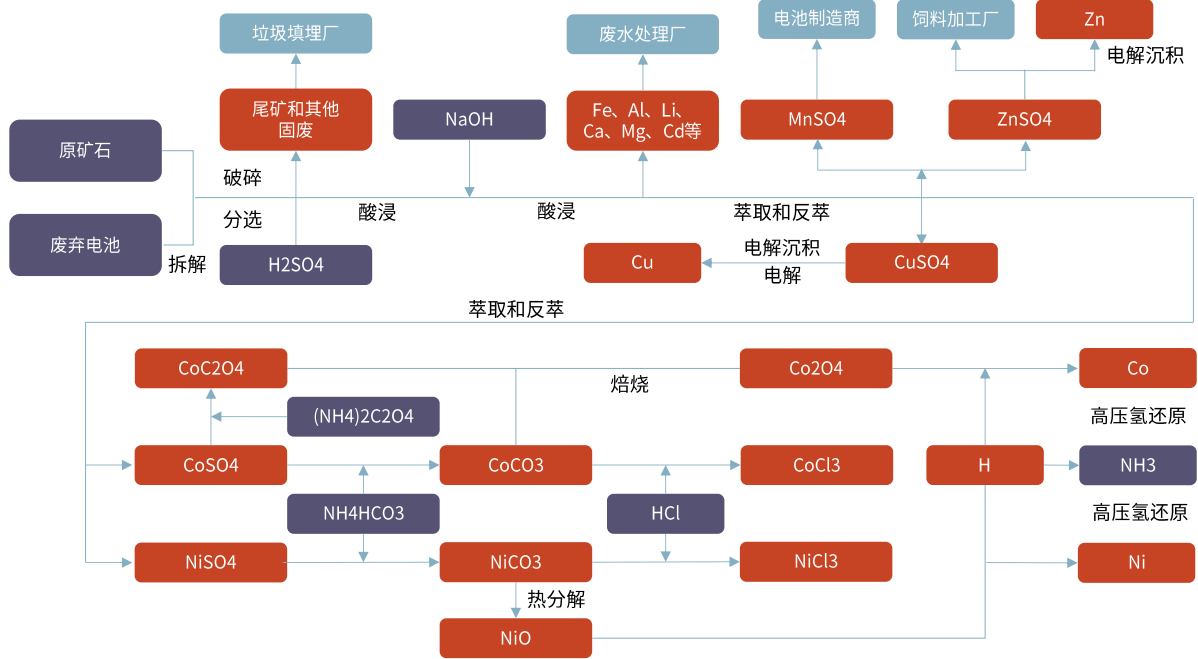 垃圾填埋厂
废水处理厂
电池制造商
饲料加工厂
Zn
电解沉积
尾矿和其他
固废
NaOH
Fe、Al、Li、
Ca、Mg、Cd等
MnSO4
ZnSO4
原矿石
破碎
分选
酸浸
酸浸
萃取和反萃
废弃电池
拆解
H2SO4
Cu
电解沉积
电解
CuSO4
萃取和反萃
CoC2O4
焙烧
Co2O4
Co
(NH4)2C2O4
高压氢还原
CoSO4
CoCO3
CoCl3
H
NH3
NH4HCO3
HCl
高压氢还原
NiSO4
NiCO3
NiCl3
Ni
热分解
NiO